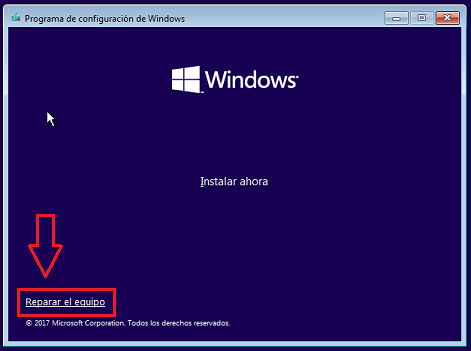 Programa de configuración de Windows
Windows®
Instalar ahora
Reparar el equipo
© 2017 Microsoft Corporation. Todos los derechos reservados.